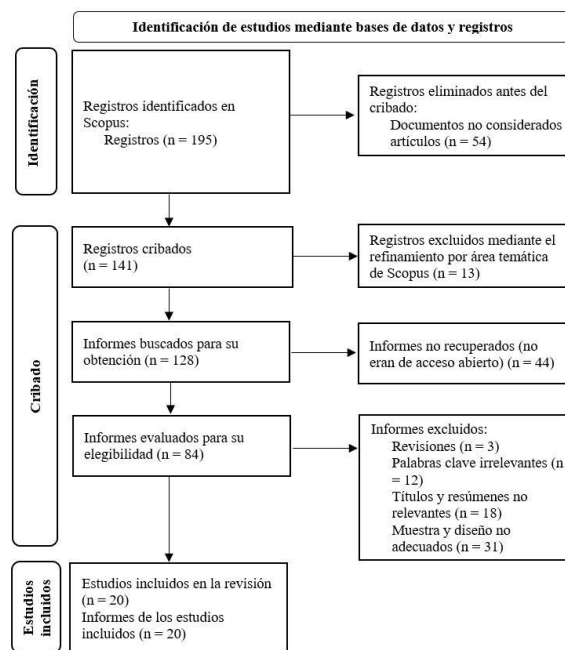 Identificación de estudios mediante bases de datos y registros
Identificación
Registros identificados en
Scopus:
Registros (n = 195)
Registros eliminados antes del
cribado:
Documentos no considerados
artículos (n = 54)
Cribado
Registros cribados
(n = 141)
Registros excluidos mediante el
refinamiento por área temática
de Scopus (n = 13)
Informes buscados para su
obtención (n = 128)
Informes no recuperados (no
eran de acceso abierto) (n = 44)
Informes evaluados para su
elegibilidad (n = 84)
Informes excluidos:
Revisiones (n = 3)
Palabras clave irrelevantes (n
= 12)
Títulos y resúmenes no
relevantes (n = 18)
Muestra y diseño no
adecuados (n = 31)
Estudios
incluidos
Estudios incluidos en la revisión
(n = 20)
Informes de los estudios
incluidos (n = 20)